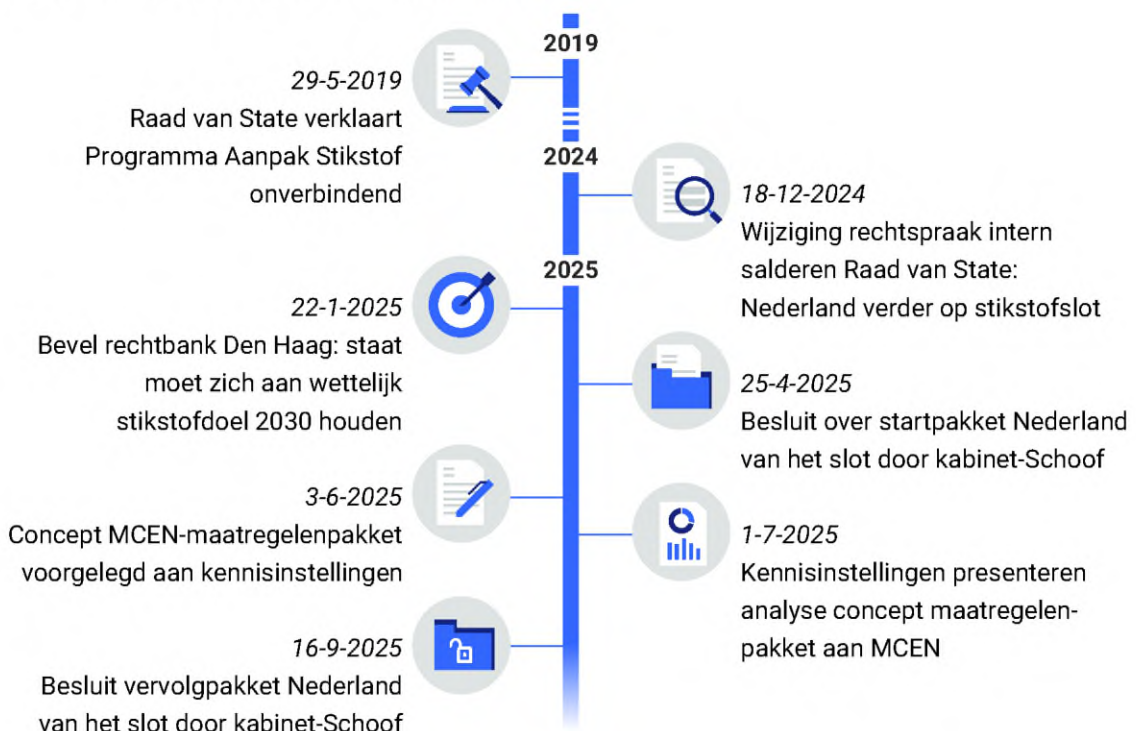 2019
29-5-2019
Raad van State verklaart
Programma Aanpak Stikstof
onverbindend
2024
18-12-2024
Wijziging rechtspraak intern
salderen Raad van State:
Nederland verder op stikstofslot
2025
22-1-2025
Bevel rechtbank Den Haag: staat
moet zich aan wettelijk
stikstofdoel 2030 houden
25-4-2025
Besluit over startpakket Nederland
van het slot door kabinet-Schoof
3-6-2025
Concept MCEN-maatregelenpakket
voorgelegd aan kennisinstellingen
1-7-2025
Kennisinstellingen presenteren
analyse concept maatregelen-
pakket aan MCEN
16-9-2025
Besluit vervolgpakket Nederland
van het slot door kabinet-Schoof